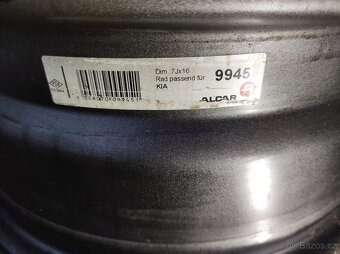 Dim.:7Jx16
Rad passend für
KIA
9945
ALCAR